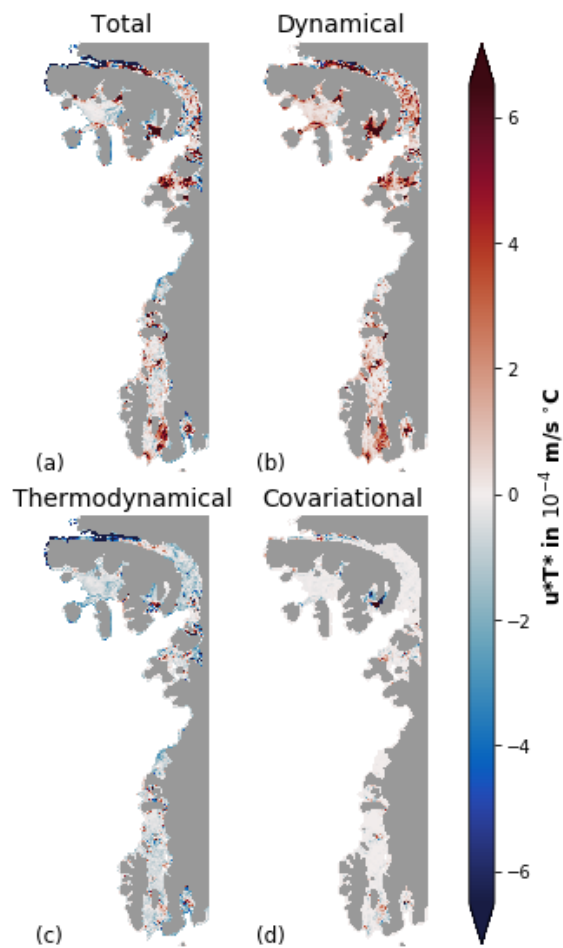 Total Dynamical
(a) (b)
Thermodynamical Covariational
(c) (d)
6
4
2
0
−2
−4
−6
u*T* in 10⁻⁴ m/s °C